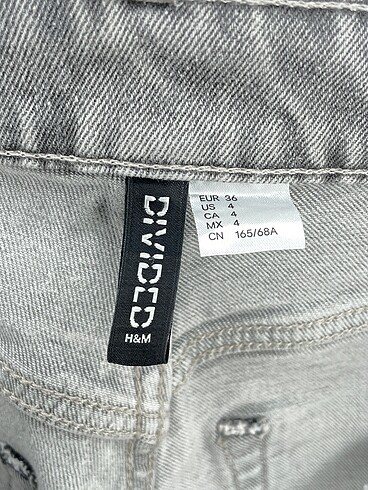 DIVIDED
H&M
EUR 36
US 4
CA 4
MX 4
CN 165/68A